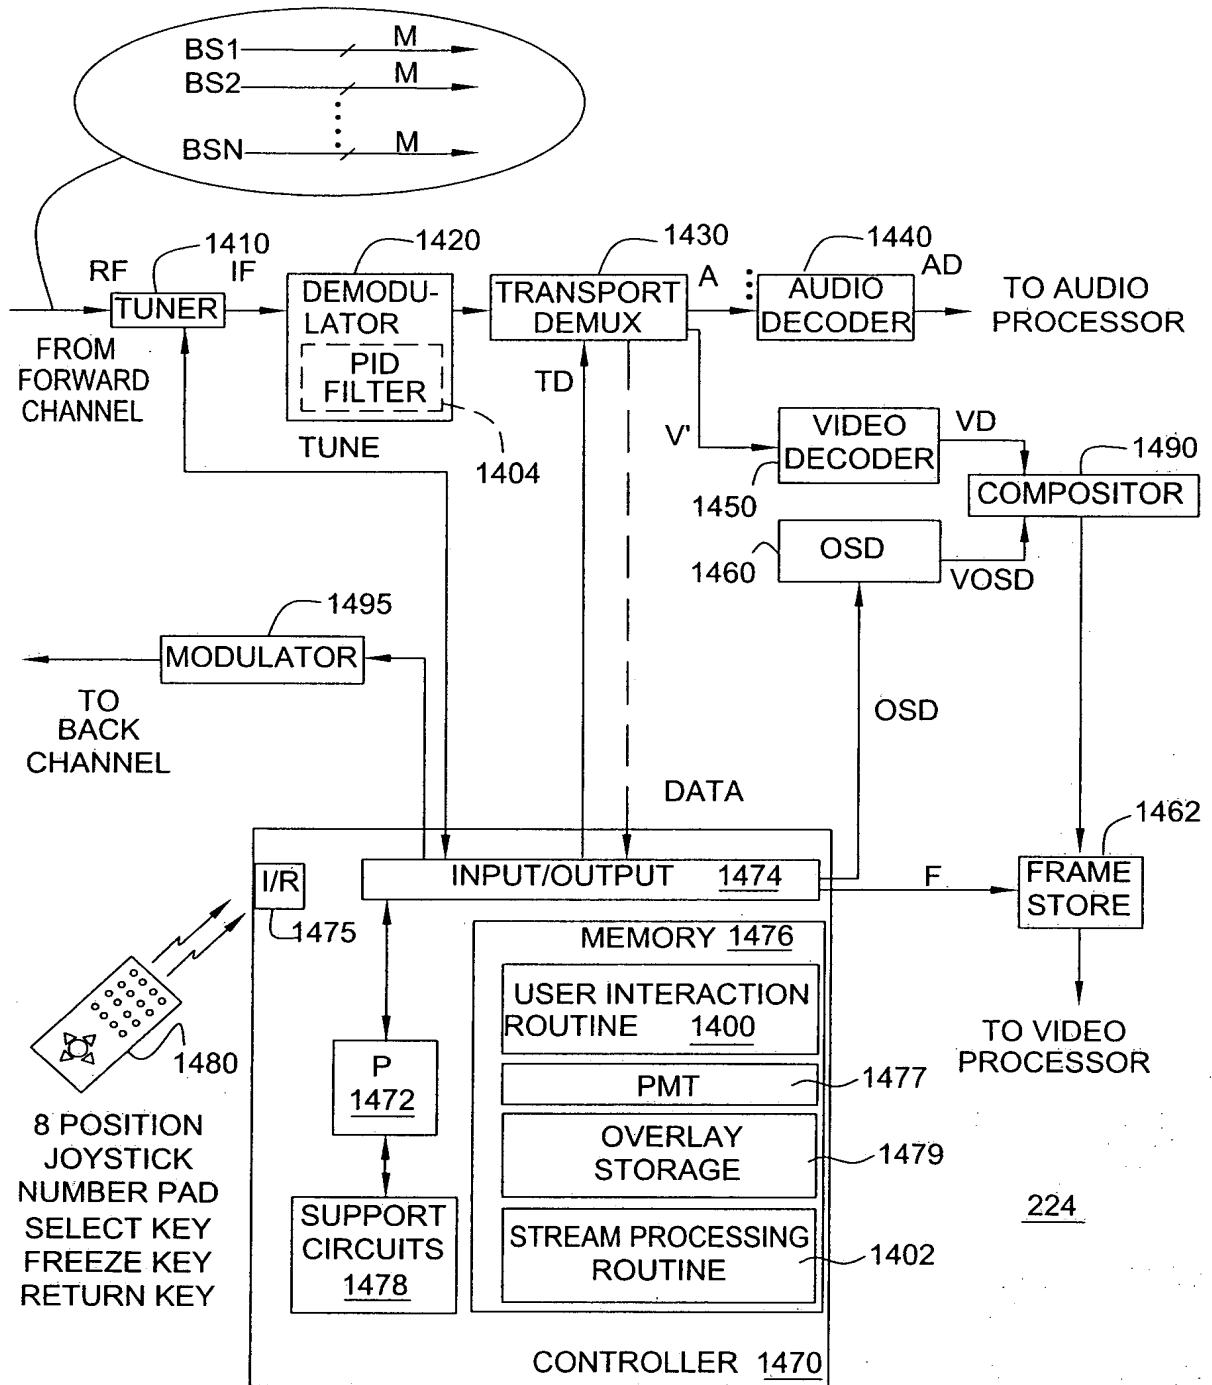 BS1 M
BS2 M
BSN M
1410
1420
1430
1440
RF
IF
A
AD
TUNER
DEMODU-
LATOR
PID
FILTER
TRANSPORT
DEMUX
AUDIO
DECODER
TO AUDIO
PROCESSOR
FROM
FORWARD
CHANNEL
TUNE
1404
TD
V'
VIDEO
DECODER
1450
VD
1490
COMPOSITOR
OSD
1460
VOSD
1495
MODULATOR
TO
BACK
CHANNEL
OSD
DATA
1462
I/R
1475
INPUT/OUTPUT 1474
F
FRAME
STORE
MEMORY 1476
USER INTERACTION
ROUTINE 1400
1480
P
1472
PMT
1477
TO VIDEO
PROCESSOR
8 POSITION
JOYSTICK
NUMBER PAD
SELECT KEY
FREEZE KEY
RETURN KEY
OVERLAY
STORAGE
1479
SUPPORT
CIRCUITS
1478
STREAM PROCESSING
ROUTINE
1402
224
CONTROLLER 1470